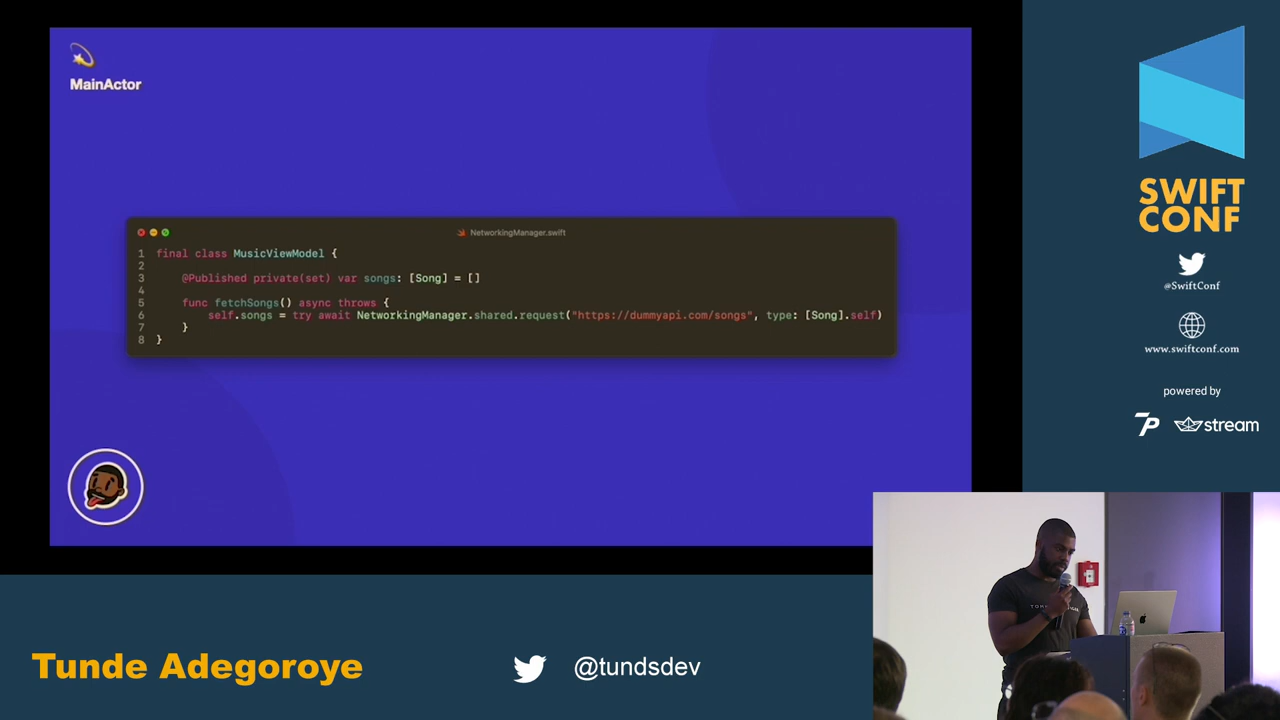 MainActor
NetworkingManager.swift
1 final class MusicViewModel {
2
3 @Published private(set) var songs: [Song] = []
4
5 func fetchSongs() async throws {
6 self.songs = try await NetworkingManager.shared.request("https://dummyapi.com/songs", type: [Song].self)
7 }
8 }
SWIFT
CONF
@SwiftConf
www.swiftconf.com
powered by
7P stream
Tunde Adegoroye
@tundsdev